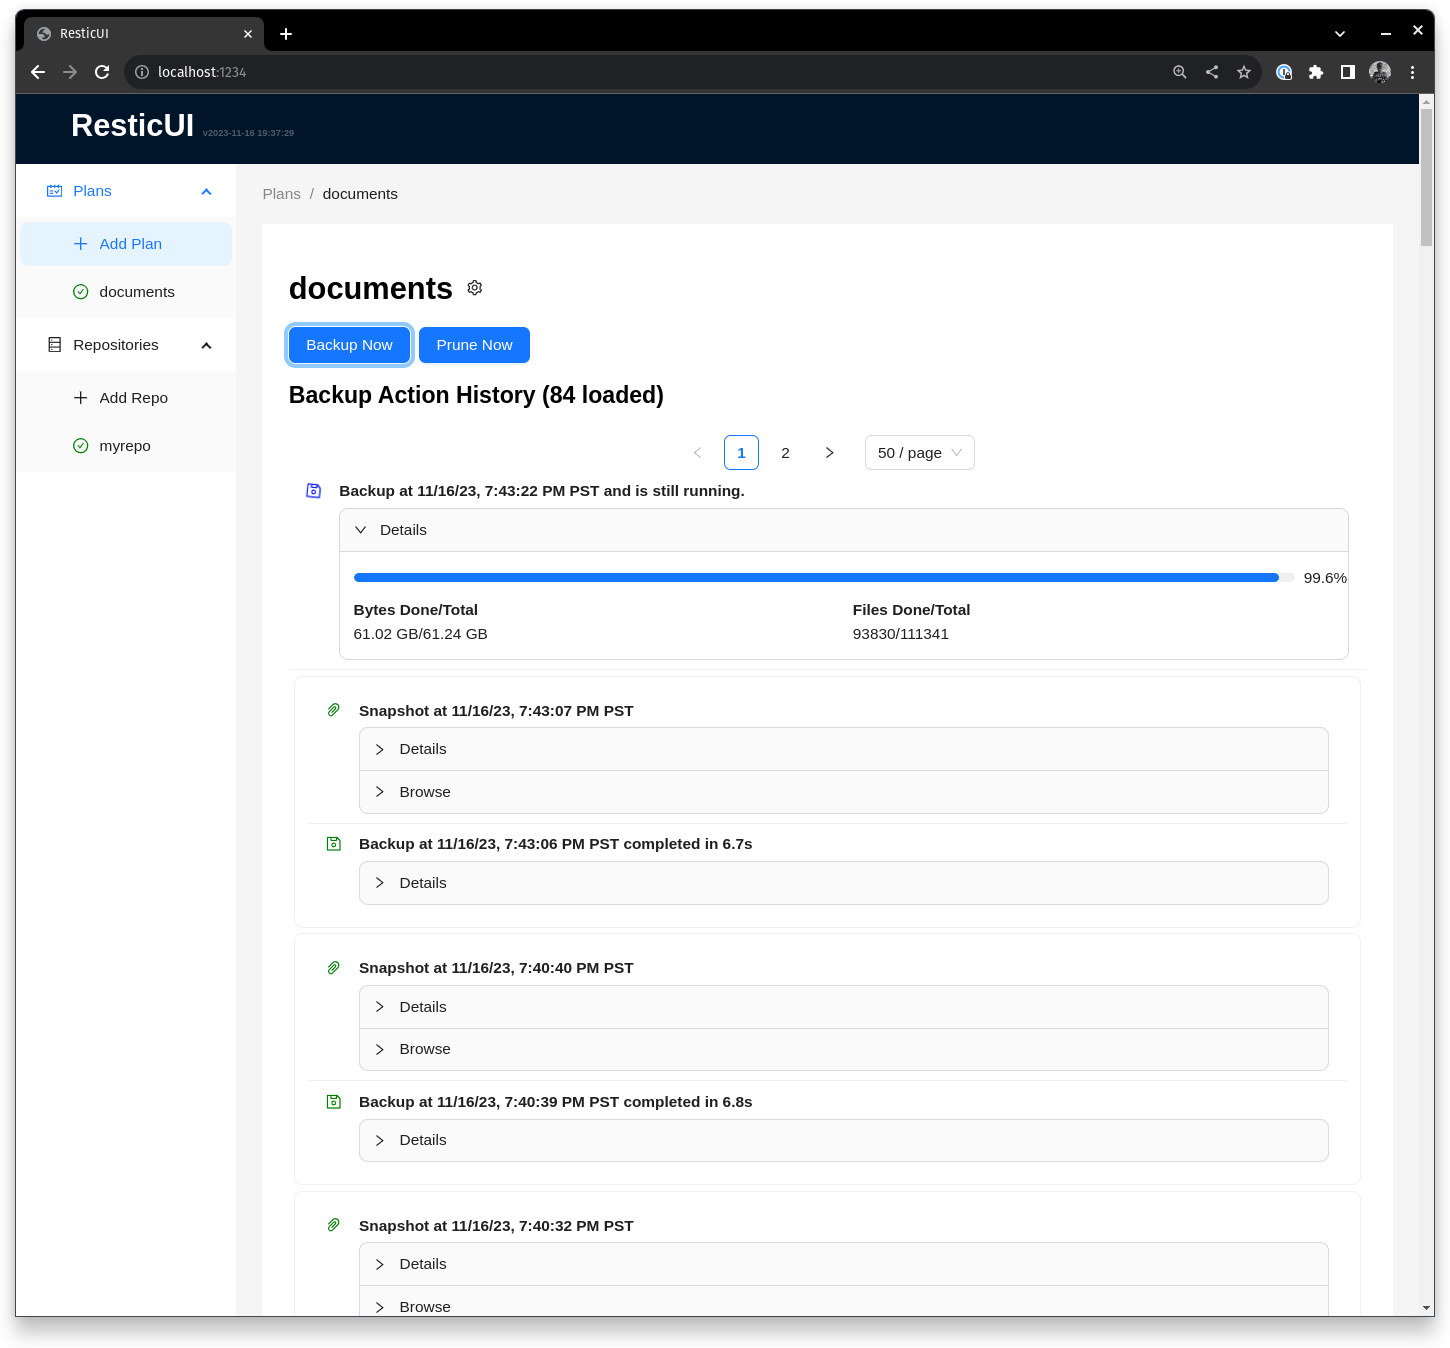 ResticUI
localhost:1234
ResticUI v2023-11-16 19:37:29
Plans
Add Plan
documents
Repositories
Add Repo
myrepo
Plans / documents
documents
Backup Now Prune Now
Backup Action History (84 loaded)
1 2 50 / page
Backup at 11/16/23, 7:43:22 PM PST and is still running.
Details
99.6%
Bytes Done/Total Files Done/Total
61.02 GB/61.24 GB 93830/111341
Snapshot at 11/16/23, 7:43:07 PM PST
Details
Browse
Backup at 11/16/23, 7:43:06 PM PST completed in 6.7s
Details
Snapshot at 11/16/23, 7:40:40 PM PST
Details
Browse
Backup at 11/16/23, 7:40:39 PM PST completed in 6.8s
Details
Snapshot at 11/16/23, 7:40:32 PM PST
Details
Browse